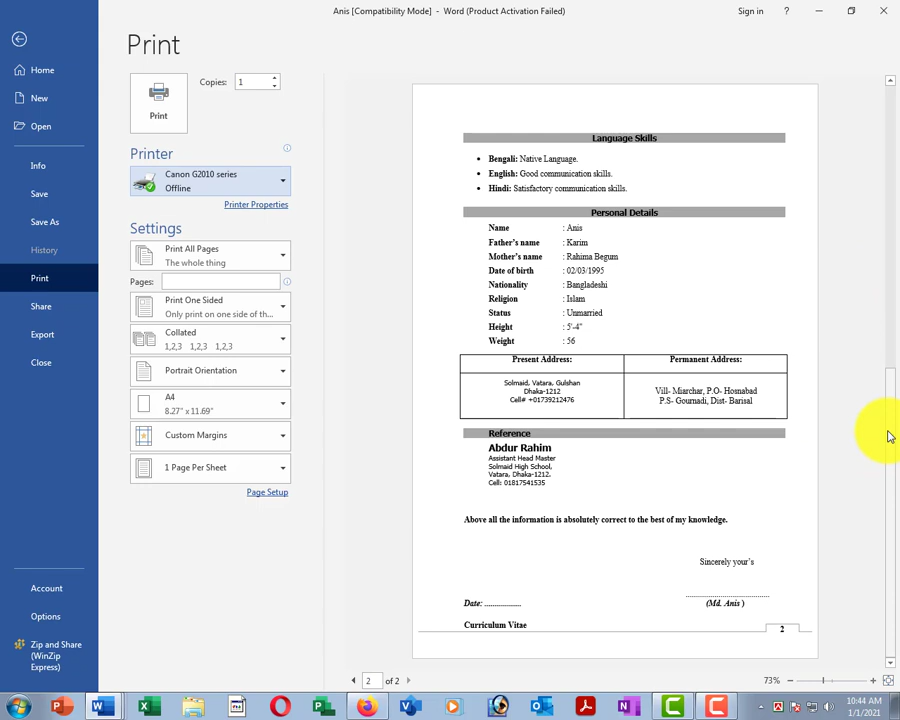 Anis [Compatibility Mode] - Word (Product Activation Failed)
Sign in
?
Home
New
Open
Info
Save
Save As
History
Print
Share
Export
Close
Account
Options
Zip and Share
(WinZip
Express)
Print
Print
Copies: 1
Printer
Canon G2010 series
Offline
Printer Properties
Settings
Print All Pages
The whole thing
Pages:
Print One Sided
Only print on one side of th...
Collated
1,2,3 1,2,3 1,2,3
Portrait Orientation
A4
8.27" x 11.69"
Custom Margins
1 Page Per Sheet
Page Setup
Language Skills
• Bengali: Native Language.
• English: Good communication skills.
• Hindi: Satisfactory communication skills.
Personal Details
Name : Anis
Father's name : Karim
Mother's name : Rahima Begum
Date of birth : 02/03/1995
Nationality : Bangladeshi
Religion : Islam
Status : Unmarried
Height : 5'-4"
Weight : 56
Present Address: Permanent Address:
Solmaid, Vatara, Gulshan
Dhaka-1212
Cell# +01739212476
Vill- Miarchar, P.O- Hosnabad
P.S- Gournadi, Dist- Barisal
Reference
Abdur Rahim
Assistant Head Master
Solmaid High School,
Vatara, Dhaka-1212.
Cell: 01817541535
Above all the information is absolutely correct to the best of my knowledge.
Sincerely your's
Date: ..................
(Md. Anis )
Curriculum Vitae
2
2 of 2
73%
10:44 AM
1/1/2021